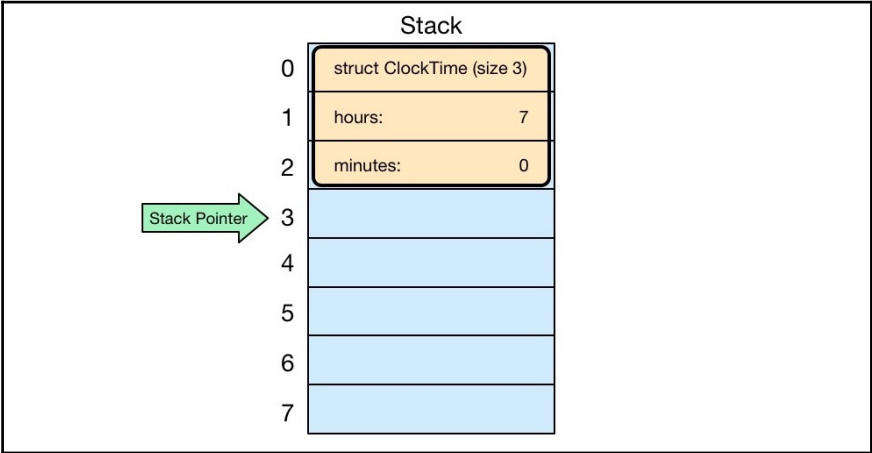 Stack
0 struct ClockTime (size 3)
1 hours: 7
2 minutes: 0
Stack Pointer 3
4
5
6
7